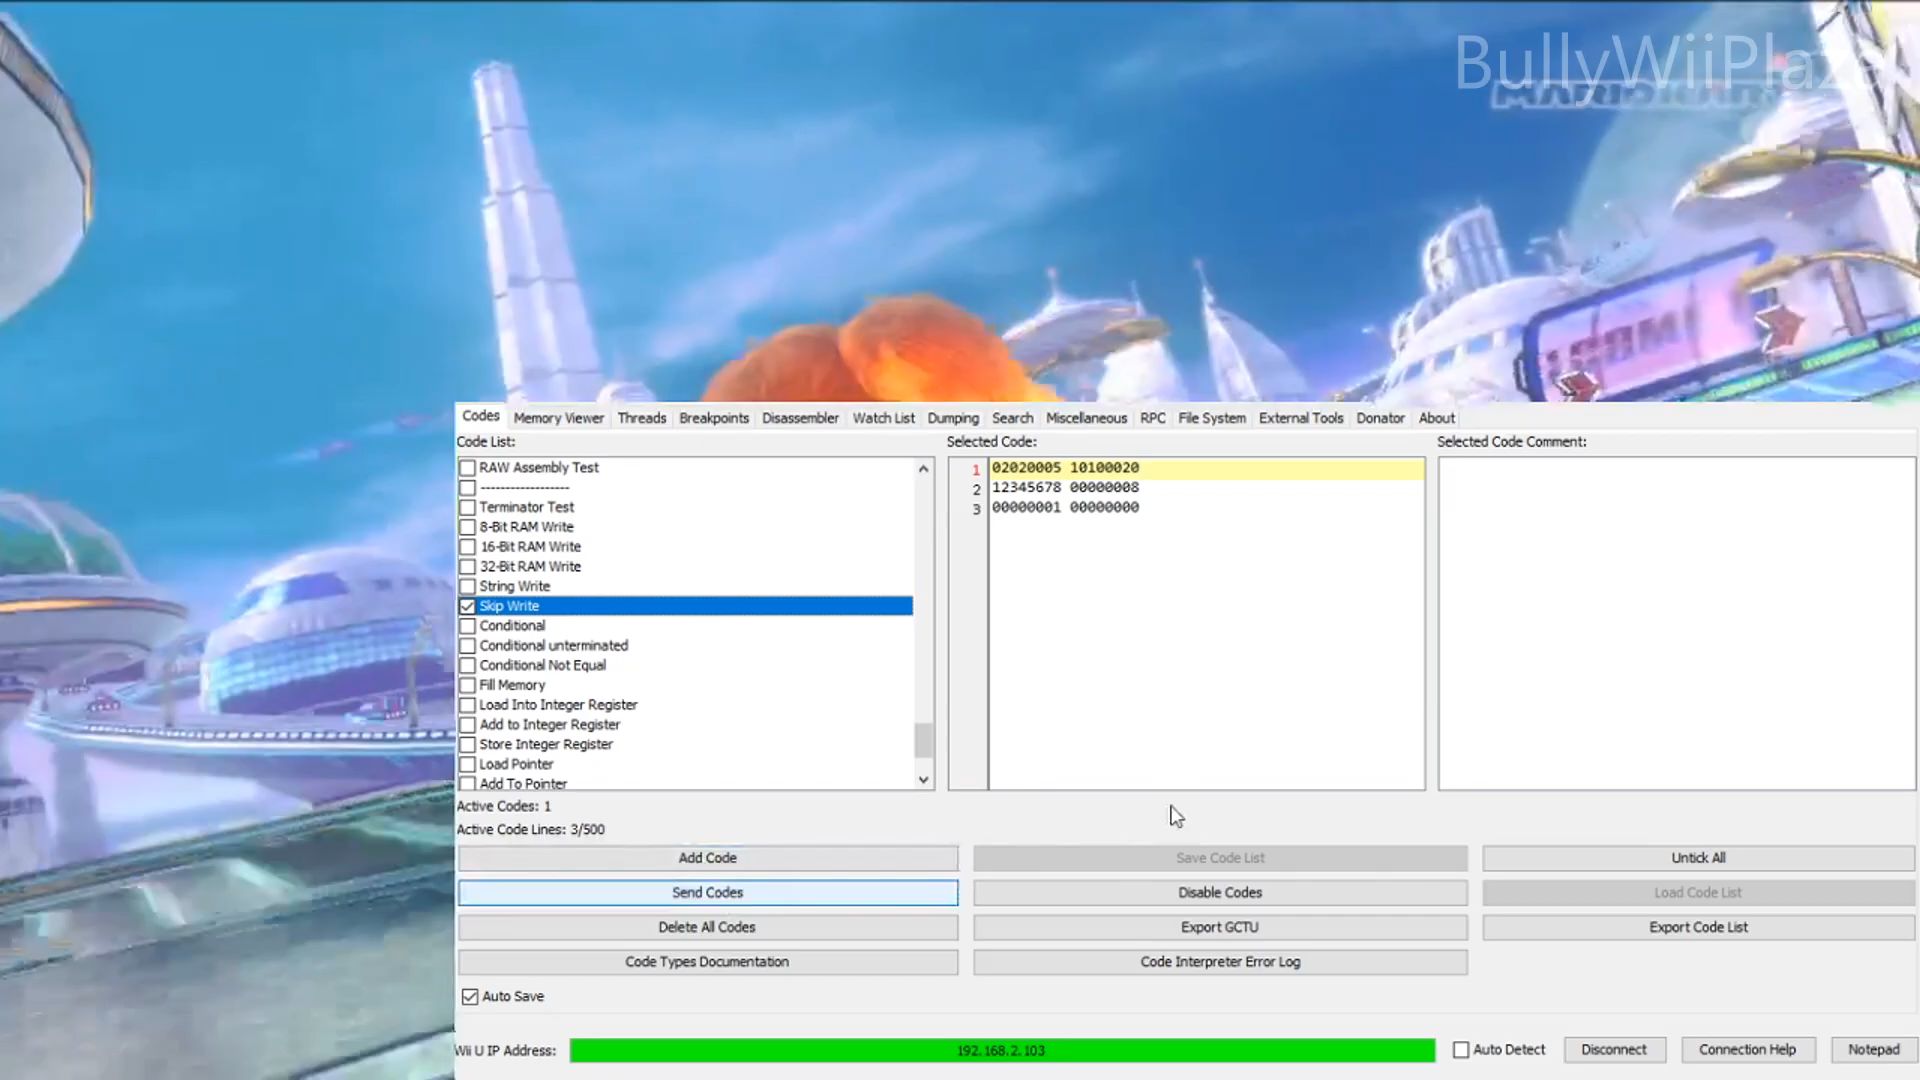 BullyWiiPlaza
MARIO KART
Codes Memory Viewer Threads Breakpoints Disassembler Watch List Dumping Search Miscellaneous RPC File System External Tools Donator About
Code List: Selected Code: Selected Code Comment:
RAW Assembly Test
------------------
Terminator Test
8-Bit RAM Write
16-Bit RAM Write
32-Bit RAM Write
String Write
Skip Write
Conditional
Conditional unterminated
Conditional Not Equal
Fill Memory
Load Into Integer Register
Add to Integer Register
Store Integer Register
Load Pointer
Add To Pointer
1 02020005 10100020
2 12345678 00000008
3 00000001 00000000
Active Codes: 1
Active Code Lines: 3/500
Add Code Save Code List Untick All
Send Codes Disable Codes Load Code List
Delete All Codes Export GCTU Export Code List
Code Types Documentation Code Interpreter Error Log
Auto Save
Wii U IP Address: 192.168.2.103 Auto Detect Disconnect Connection Help Notepad